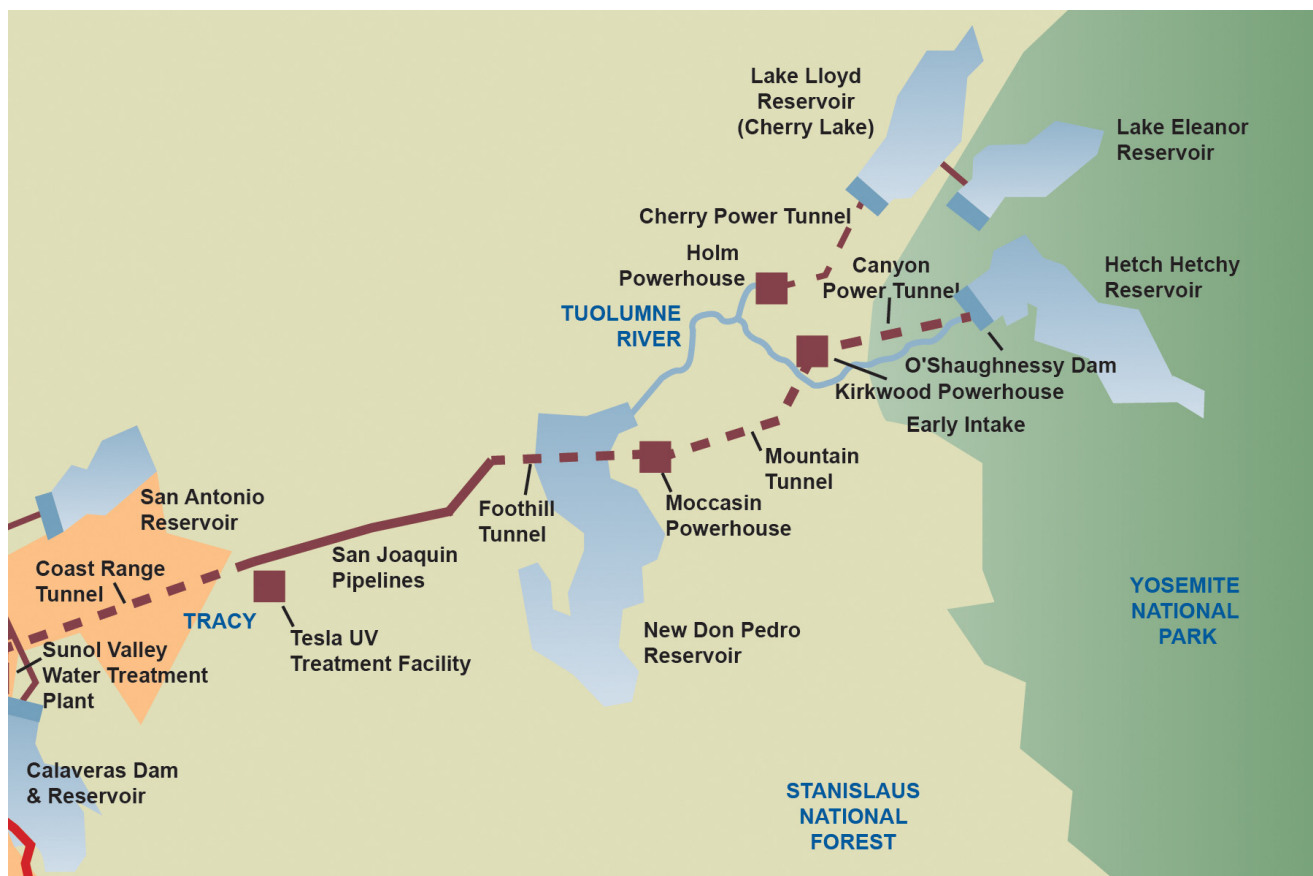 Lake Lloyd
Reservoir
(Cherry Lake)
Lake Eleanor
Reservoir
Cherry Power Tunnel
Holm
Powerhouse
Canyon
Power Tunnel
Hetch Hetchy
Reservoir
TUOLUMNE
RIVER
O'Shaughnessy Dam
Kirkwood Powerhouse
Early Intake
Mountain
Tunnel
Moccasin
Powerhouse
Foothill
Tunnel
San Antonio
Reservoir
San Joaquin
Pipelines
Coast Range
Tunnel
TRACY
Tesla UV
Treatment Facility
New Don Pedro
Reservoir
YOSEMITE
NATIONAL
PARK
Sunol Valley
Water Treatment
Plant
Calaveras Dam
& Reservoir
STANISLAUS
NATIONAL
FOREST